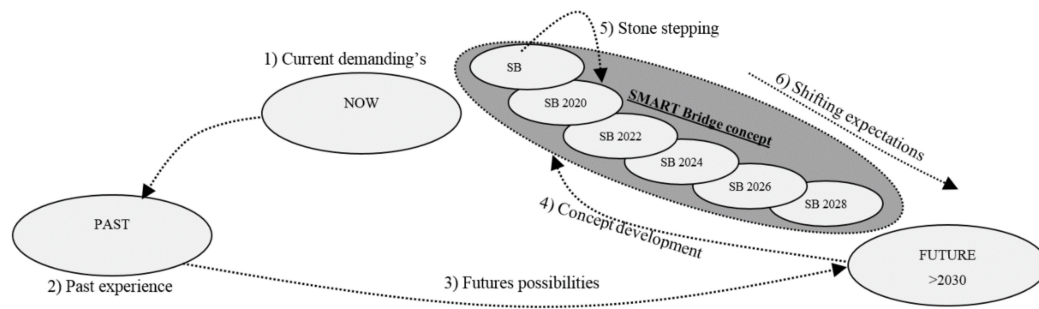 5) Stone stepping
1) Current demanding's
SB
NOW
SB 2020
SMART Bridge concept
6) Shifting expectations
SB 2022
SB 2024
SB 2026
SB 2028
4) Concept development
PAST
FUTURE
>2030
2) Past experience
3) Futures possibilities